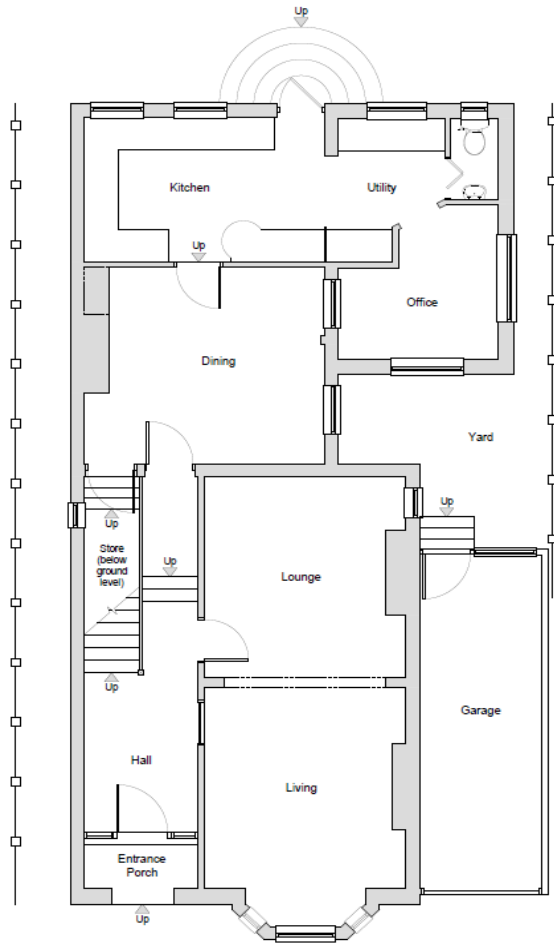 Up
Kitchen
Utility
Up
Office
Dining
Yard
Up
Up
Store
(below
ground
level)
Up
Lounge
Up
Garage
Hall
Living
Entrance
Porch
Up